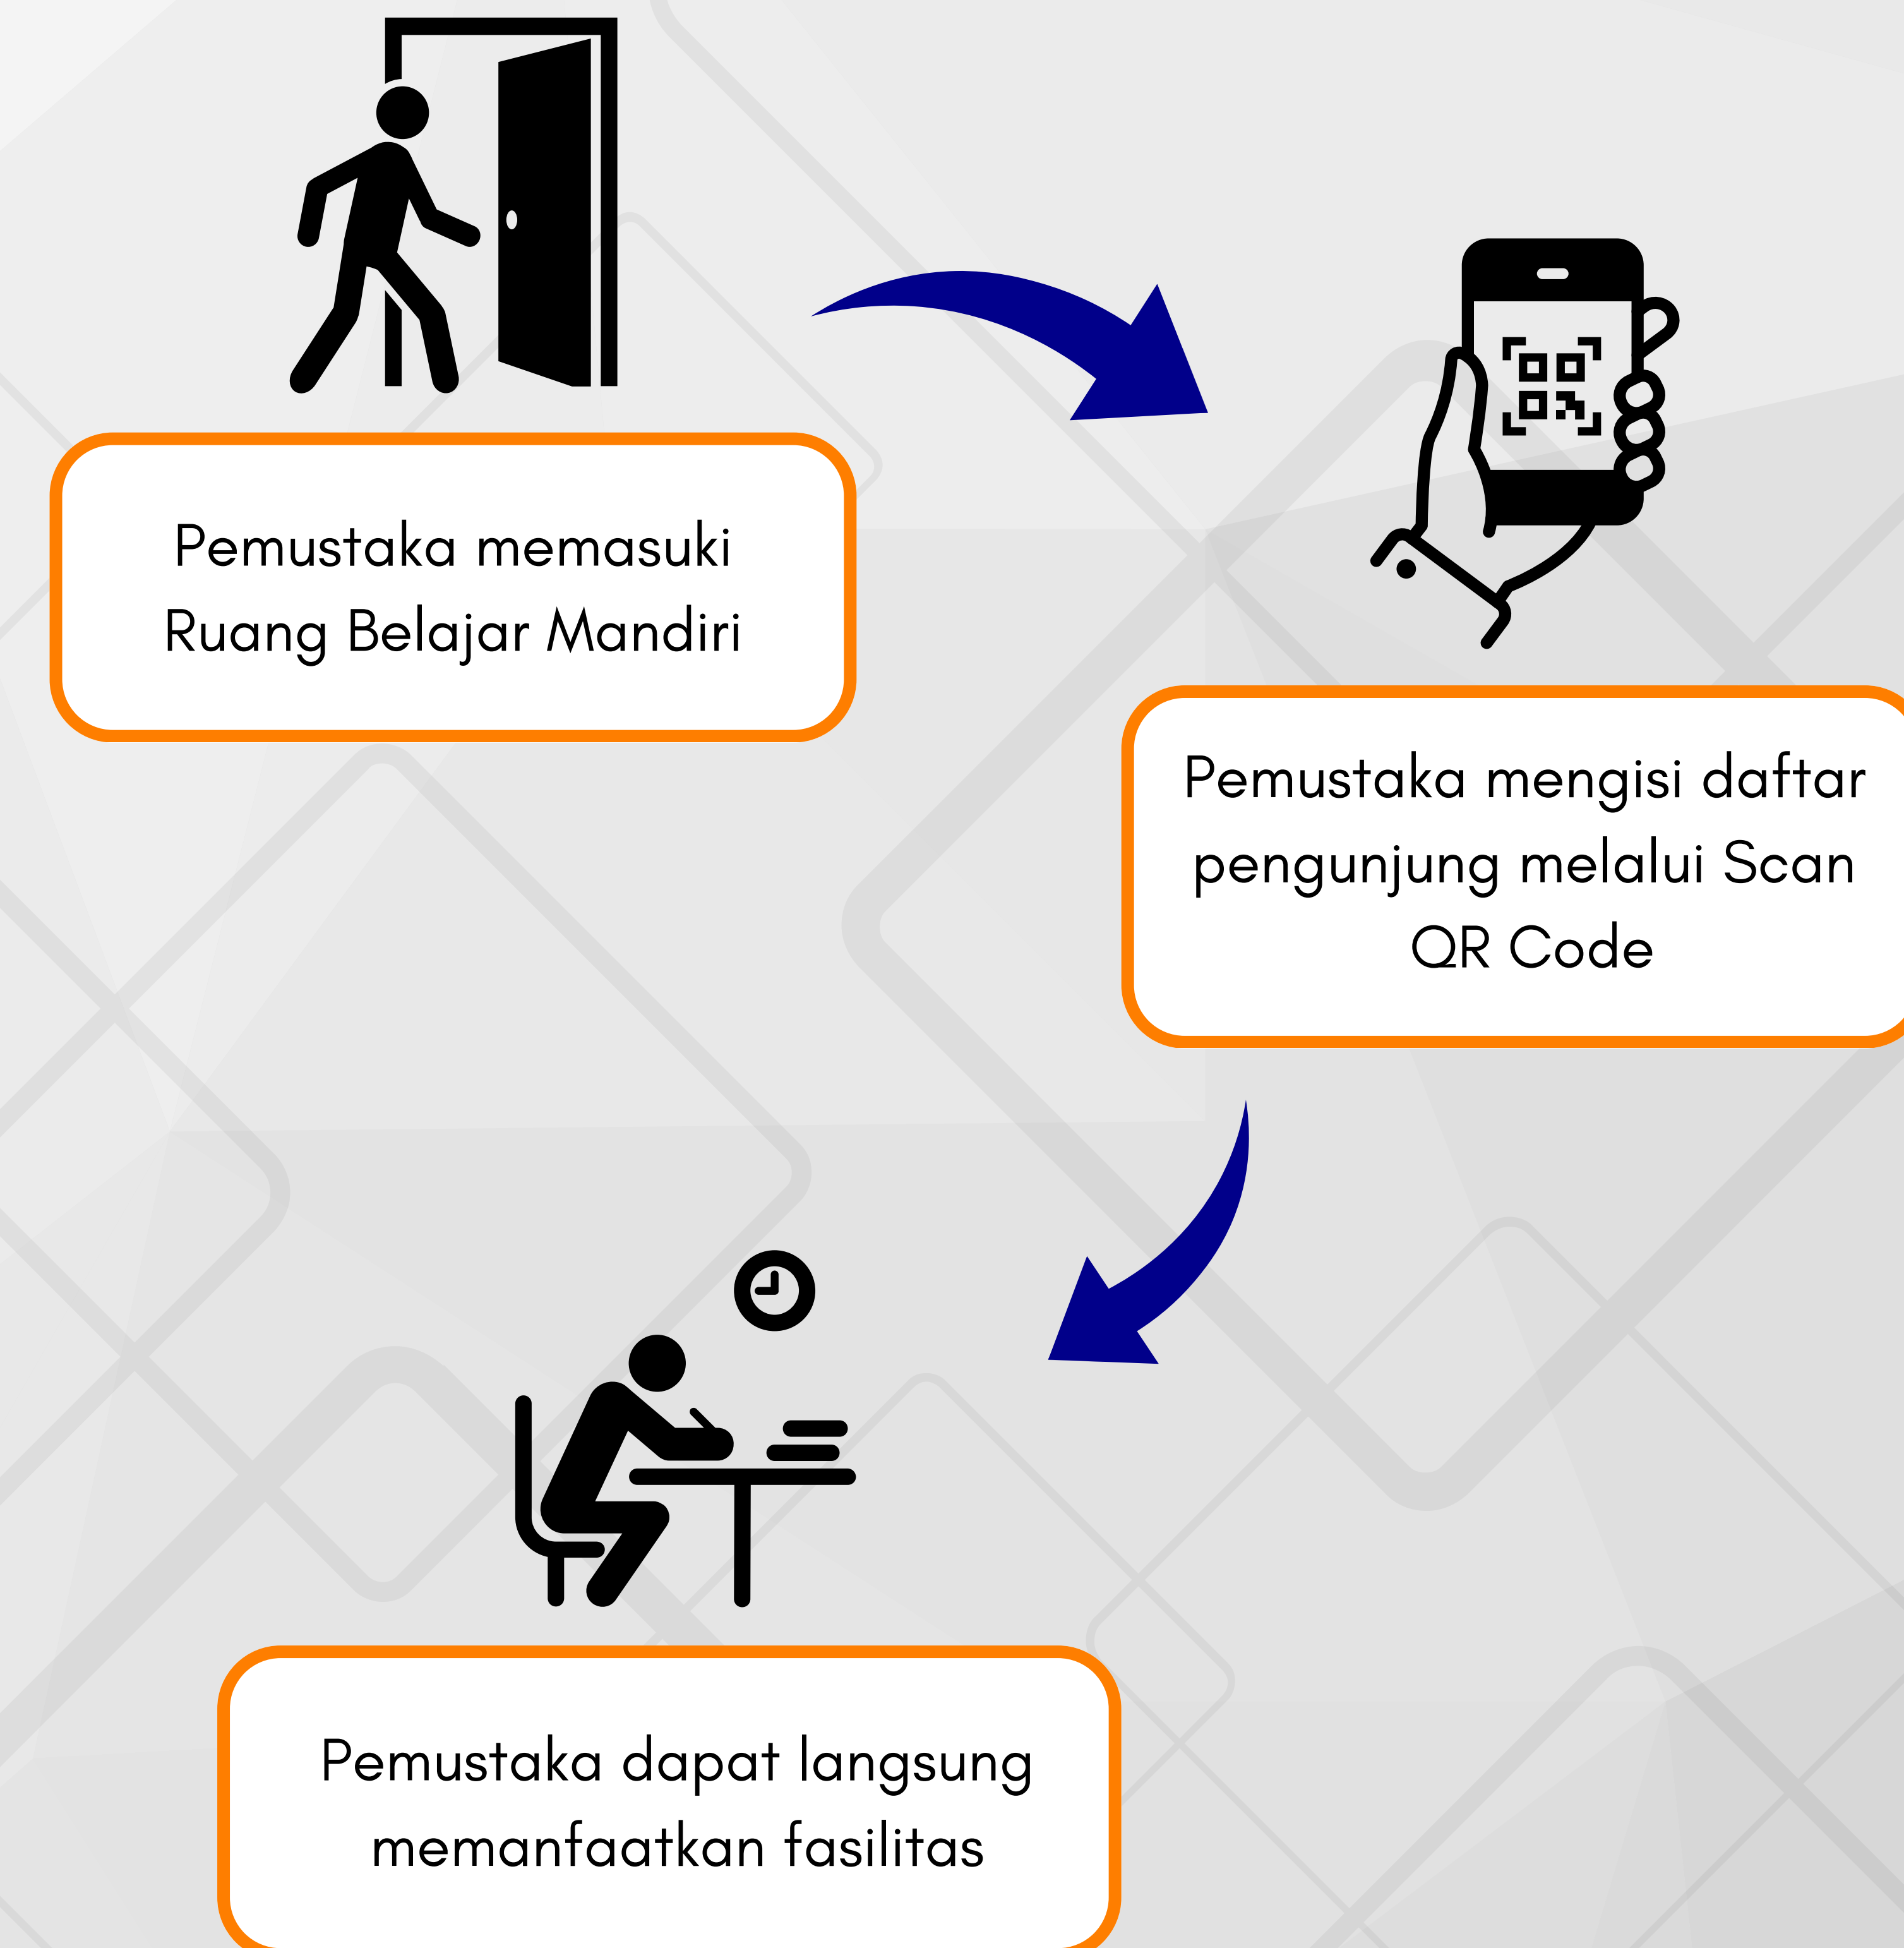 Pemustaka memasuki
Ruang Belajar Mandiri
Pemustaka mengisi daftar
pengunjung melalui Scan
QR Code
Pemustaka dapat langsung
memanfaatkan fasilitas